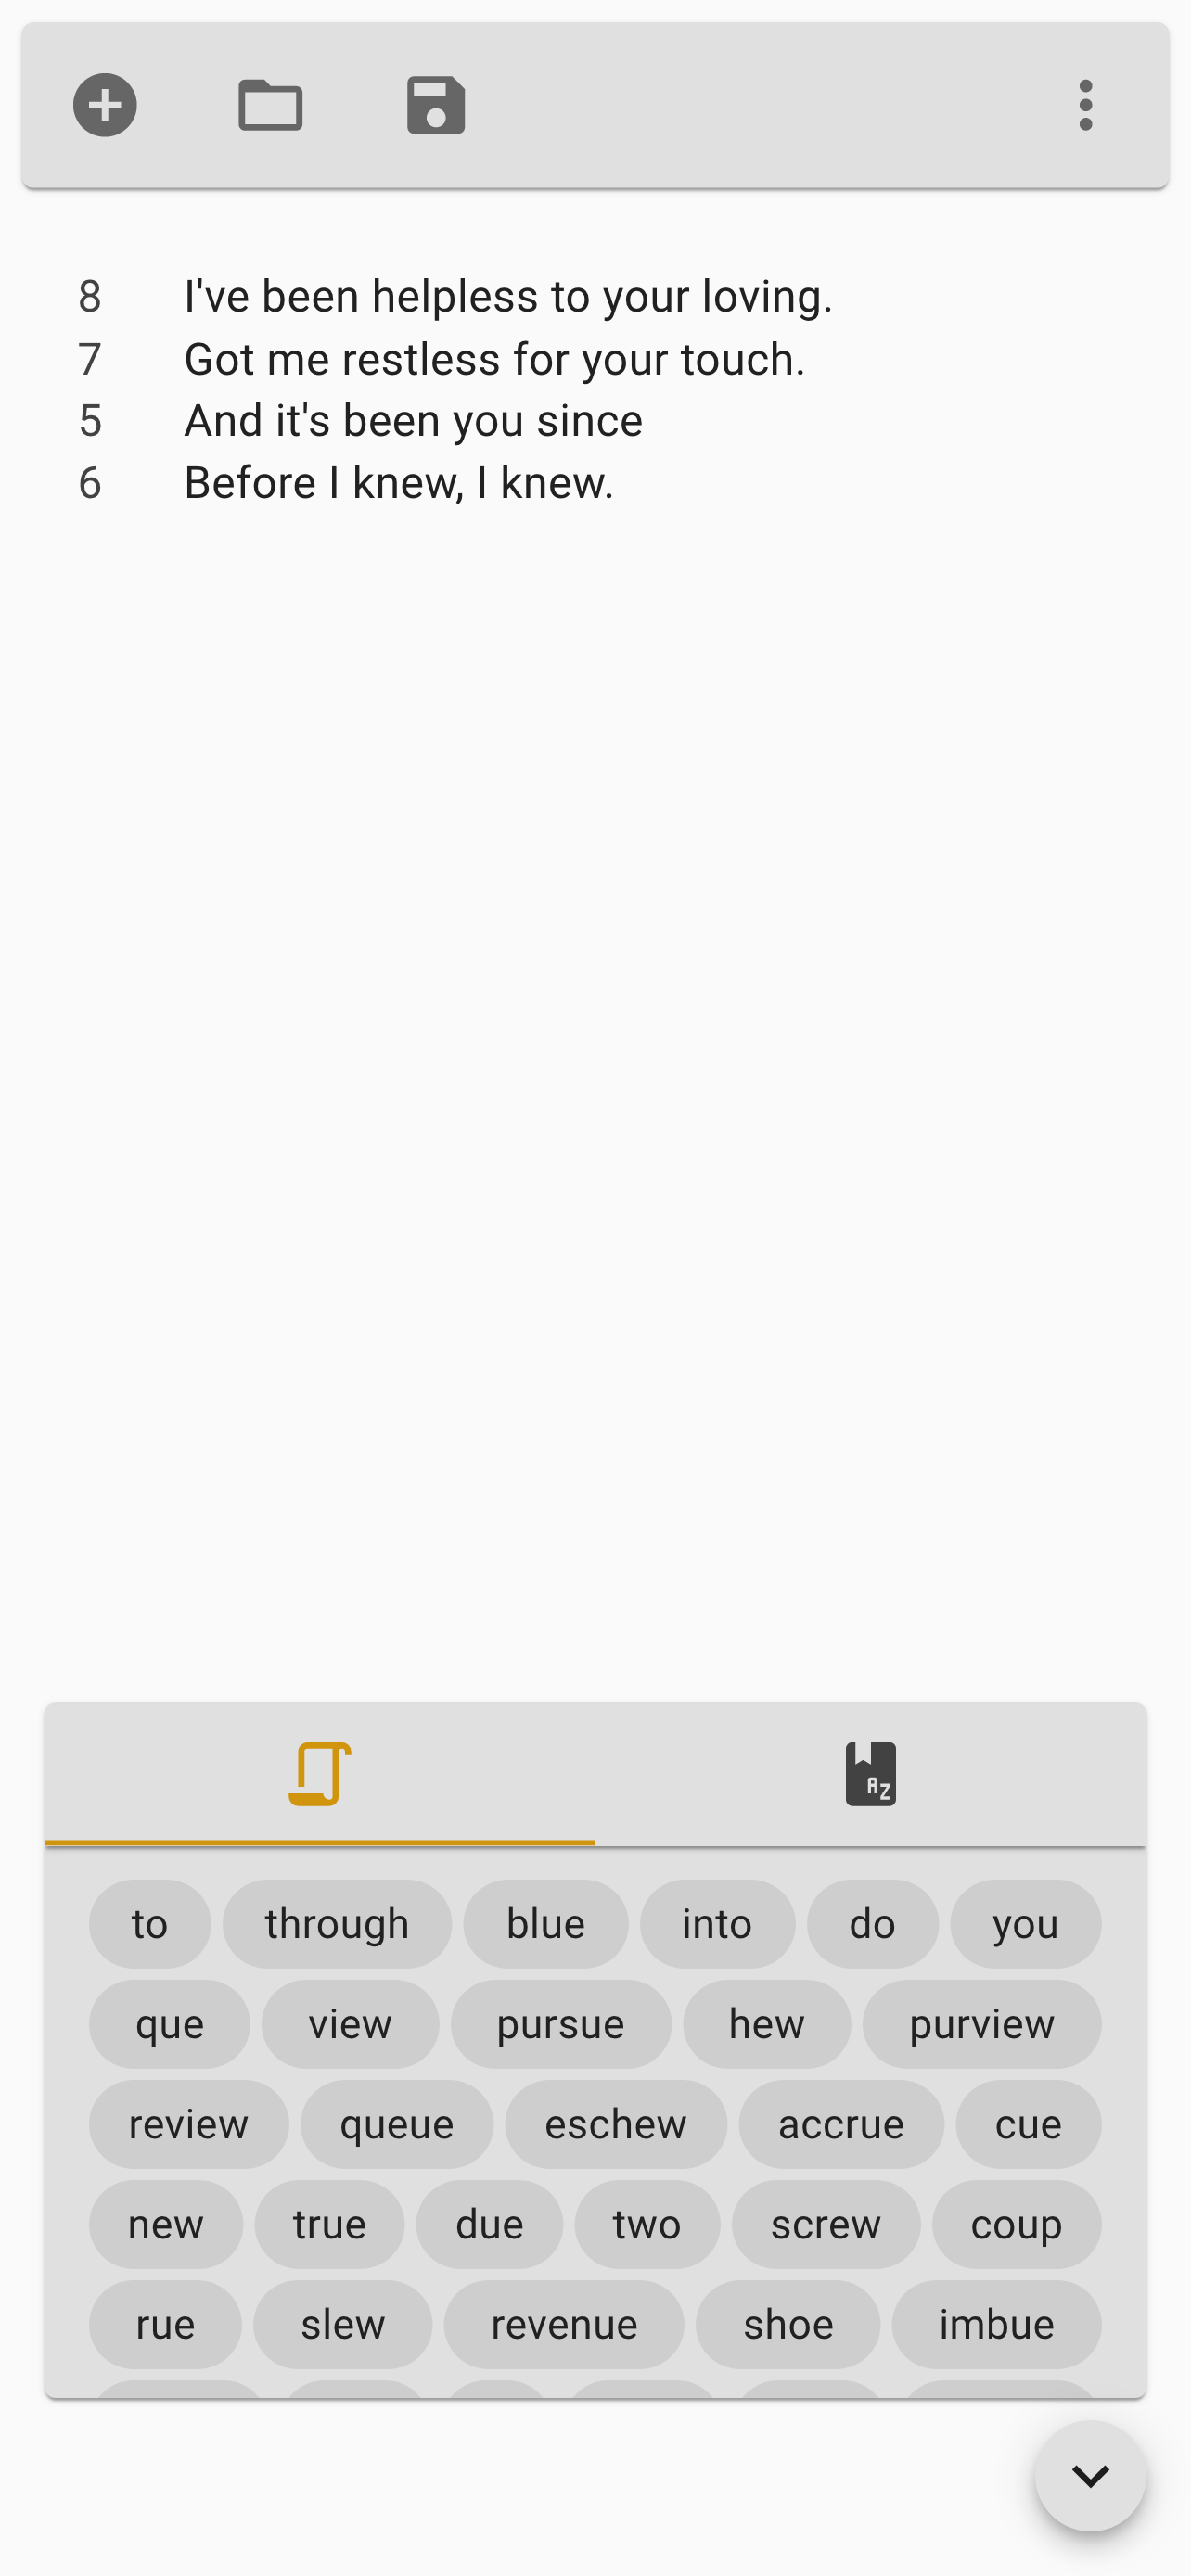 8 I've been helpless to your loving.
7 Got me restless for your touch.
5 And it's been you since
6 Before I knew, I knew.
AZ
to through blue into do you
que view pursue hew purview
review queue eschew accrue cue
new true due two screw coup
rue slew revenue shoe imbue